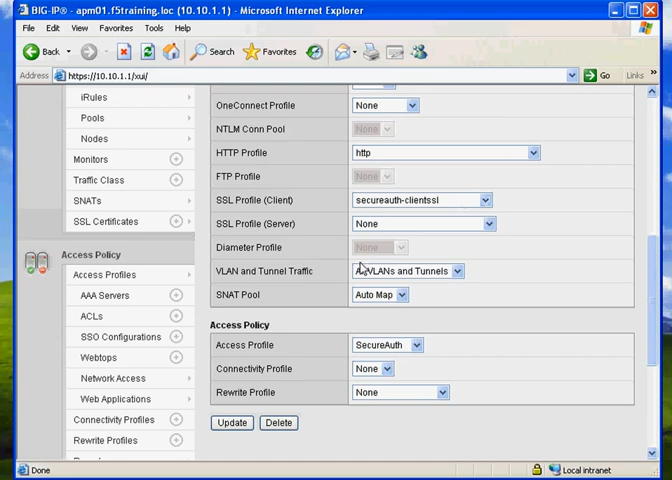 BIG-IP® - apm01.f5training.loc (10.10.1.1) - Microsoft Internet Explorer
File Edit View Favorites Tools Help
Back Search Favorites
Address https://10.10.1.1/xui/ Go Links »
iRules
Pools
Nodes
Monitors
Traffic Class
SNATs
SSL Certificates
Access Policy
Access Profiles
AAA Servers
ACLs
SSO Configurations
Webtops
Network Access
Web Applications
Connectivity Profiles
Rewrite Profiles
OneConnect Profile None
NTLM Conn Pool None
HTTP Profile http
FTP Profile None
SSL Profile (Client) secureauth-clientssl
SSL Profile (Server) None
Diameter Profile None
VLAN and Tunnel Traffic VLANs and Tunnels
SNAT Pool Auto Map
Access Policy
Access Profile SecureAuth
Connectivity Profile None
Rewrite Profile None
Update Delete
Done Local intranet